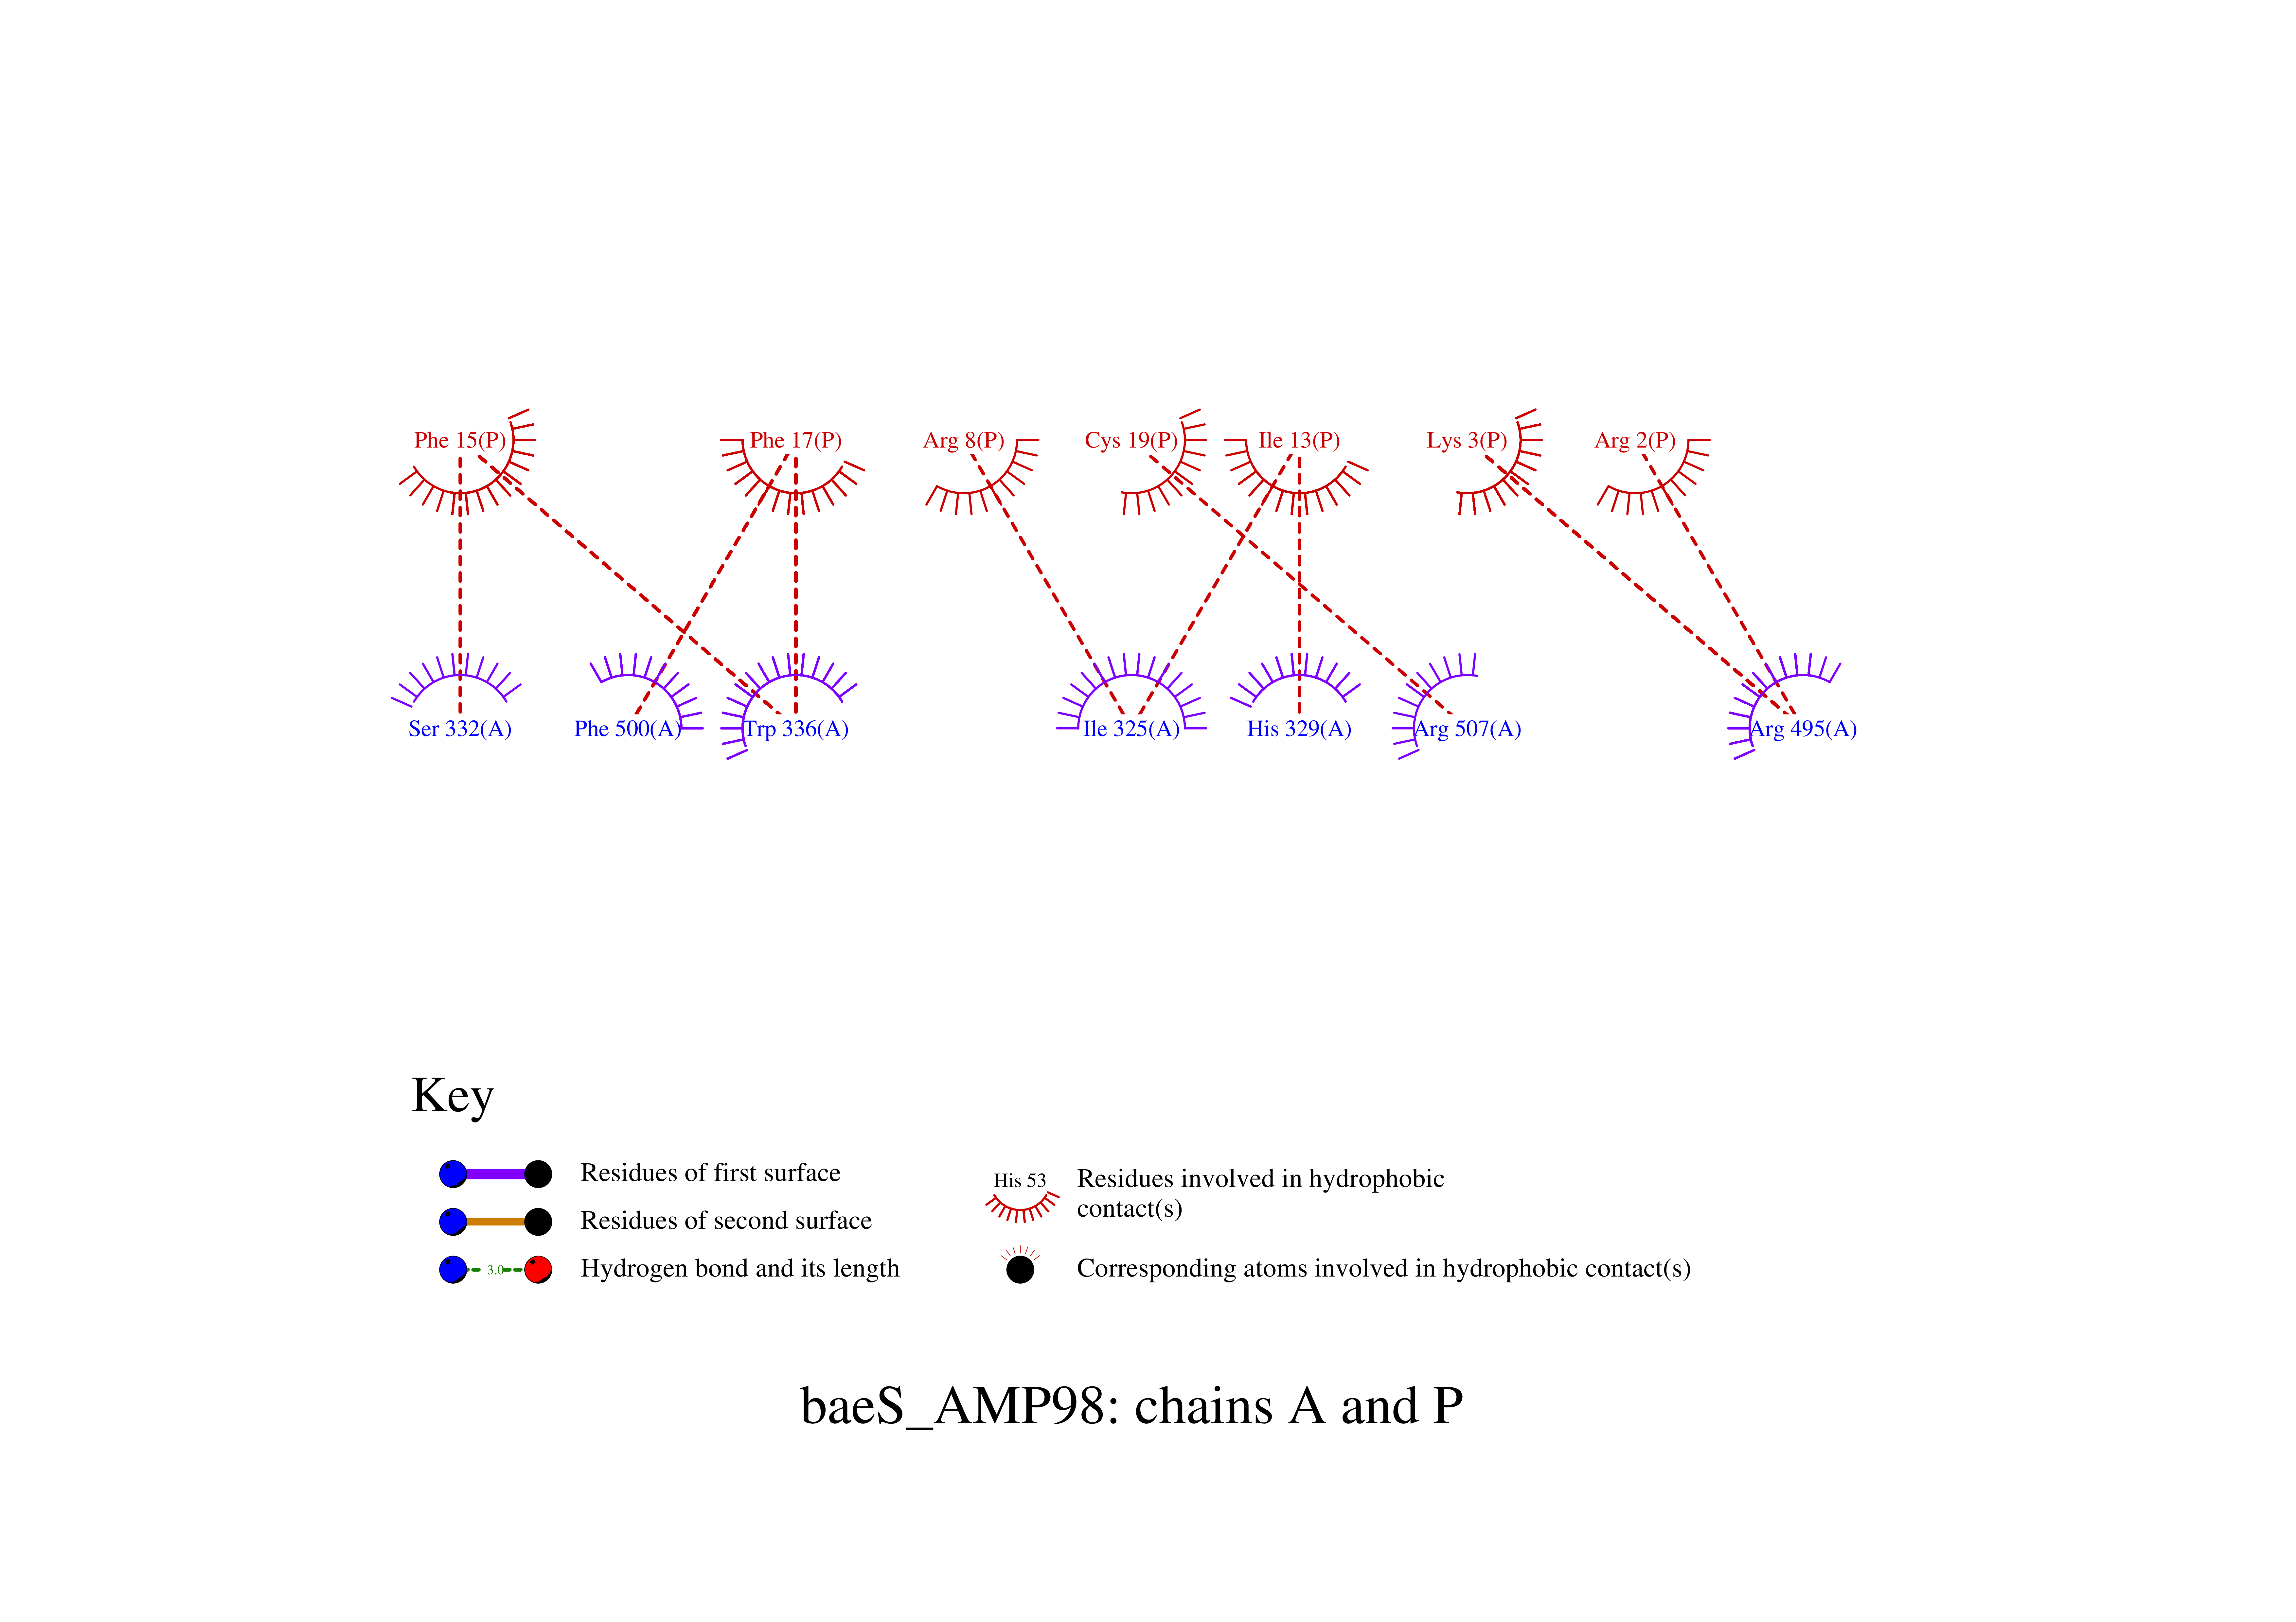 Phe 15(P) Phe 17(P) Arg 8(P) Cys 19(P) Ile 13(P) Lys 3(P) Arg 2(P)
Ser 332(A) Phe 500(A) Trp 336(A) Ile 325(A) His 329(A) Arg 507(A) Arg 495(A)
Key
Residues of first surface
Residues of second surface
3.0 Hydrogen bond and its length
His 53 Residues involved in hydrophobic
contact(s)
Corresponding atoms involved in hydrophobic contact(s)
baeS_AMP98: chains A and P